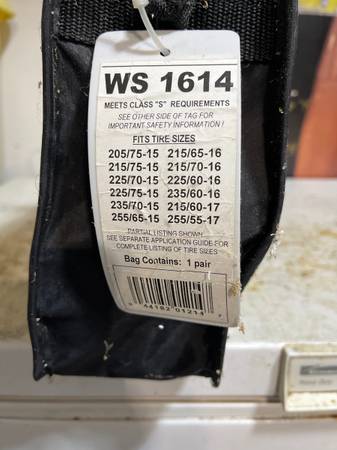 WS 1614
MEETS CLASS "S" REQUIREMENTS
SEE OTHER SIDE OF TAG FOR
IMPORTANT SAFETY INFORMATION !
FITS TIRE SIZES
205/75-15 215/65-16
215/75-15 215/70-16
225/70-15 225/60-16
225/75-15 235/60-16
235/70-15 215/60-17
255/65-15 255/55-17
PARTIAL LISTING SHOWN
SEE SEPARATE APPLICATION GUIDE FOR
COMPLETE LISTING OF TIRE SIZES
Bag Contains: 1 pair
44182 01214 7